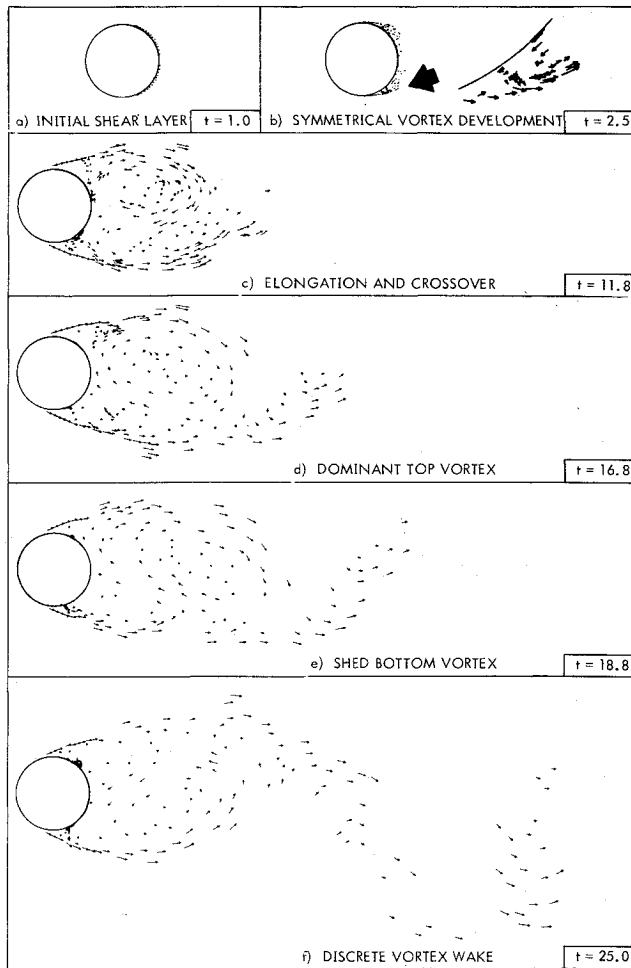 a) INITIAL SHEAR LAYER t = 1.0
b) SYMMETRICAL VORTEX DEVELOPMENT t = 2.5
c) ELONGATION AND CROSSOVER t = 11.8
d) DOMINANT TOP VORTEX t = 16.8
e) SHED BOTTOM VORTEX t = 18.8
f) DISCRETE VORTEX WAKE t = 25.0